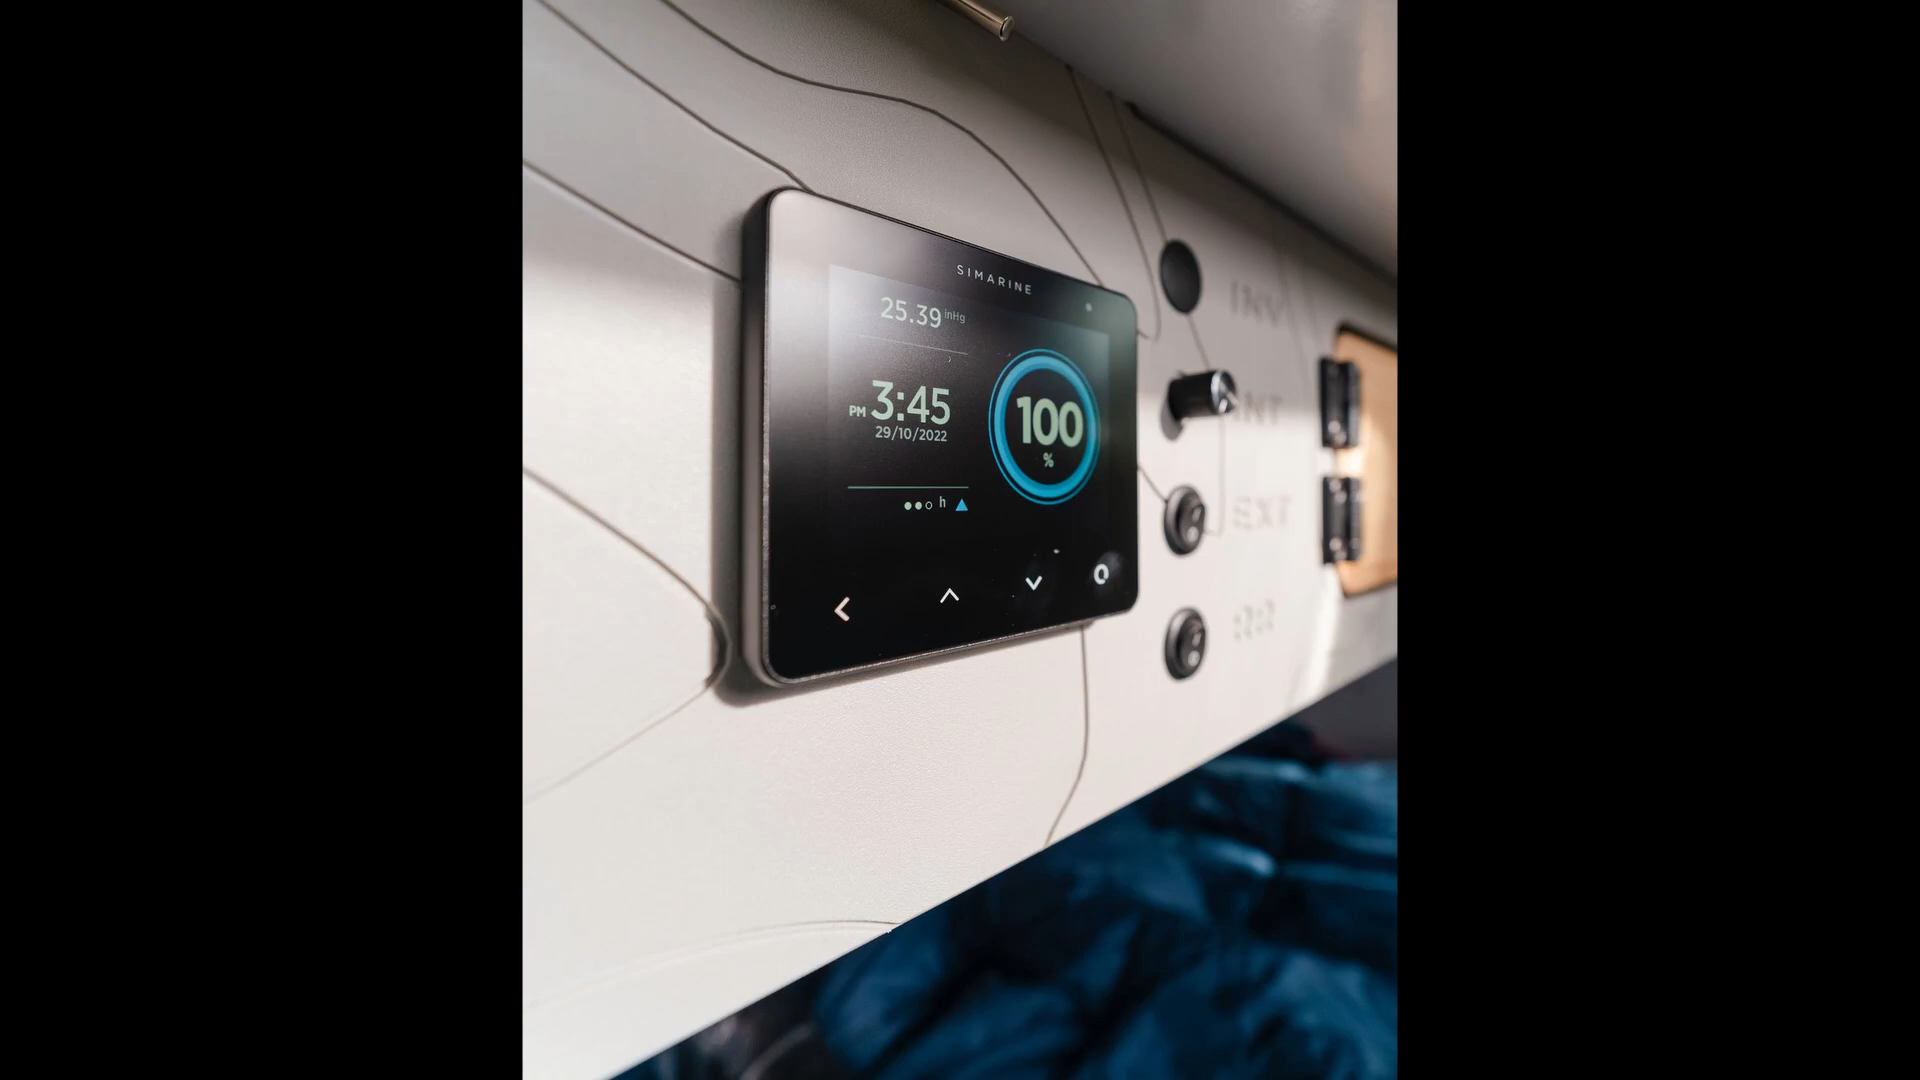 SIMARINE
25.39 inHg
PM 3:45
29/10/2022
h
100
%
INV
INT
EXT